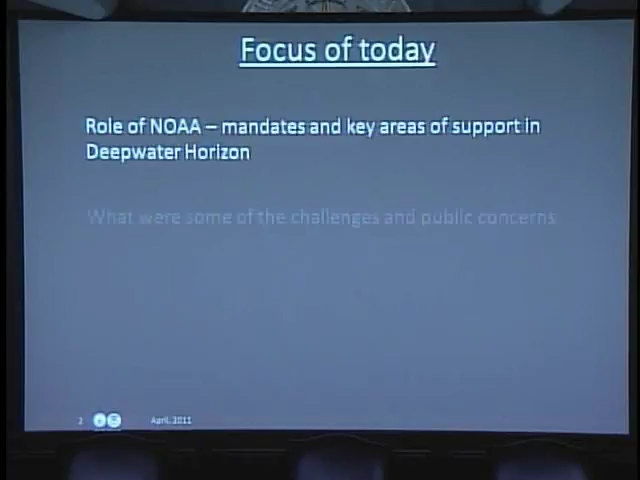 Focus of today
Role of NOAA – mandates and key areas of support in
Deepwater Horizon
What were some of the challenges and public concerns
2
April, 2011